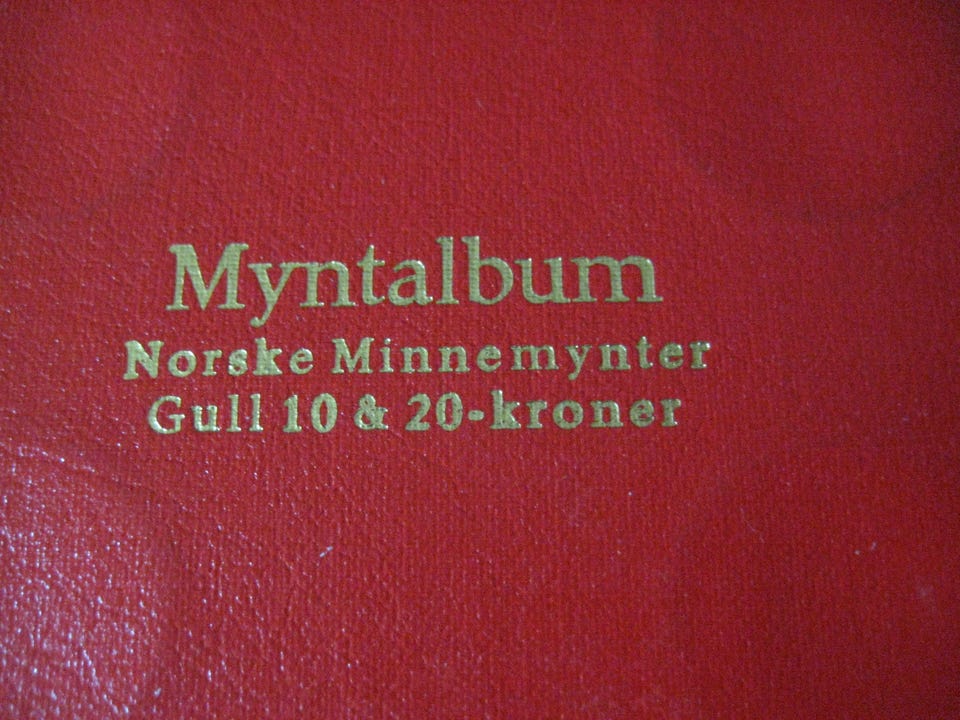 Myntalbum
Norske Minnemynter
Gull 10 & 20-kroner